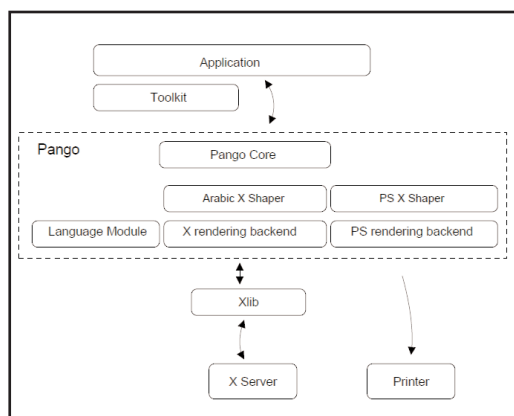 Application
Toolkit
Pango
Pango Core
Arabic X Shaper
PS X Shaper
Language Module
X rendering backend
PS rendering backend
Xlib
X Server
Printer